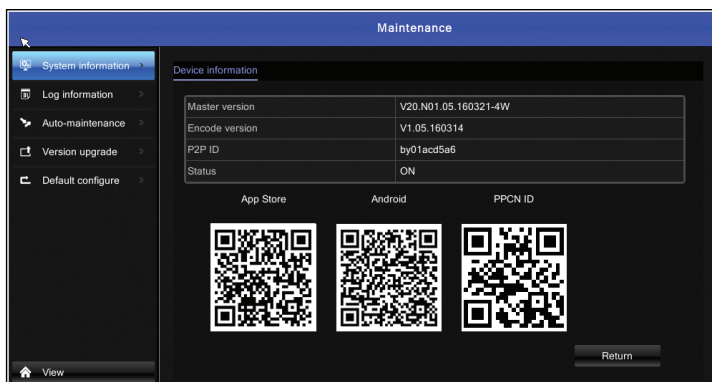 Maintenance
System information
Log information
Auto-maintenance
Version upgrade
Default configure
View
Device information
Master version V20.N01.05.160321-4W
Encode version V1.05.160314
P2P ID by01acd5a6
Status ON
App Store Android PPCN ID
Return